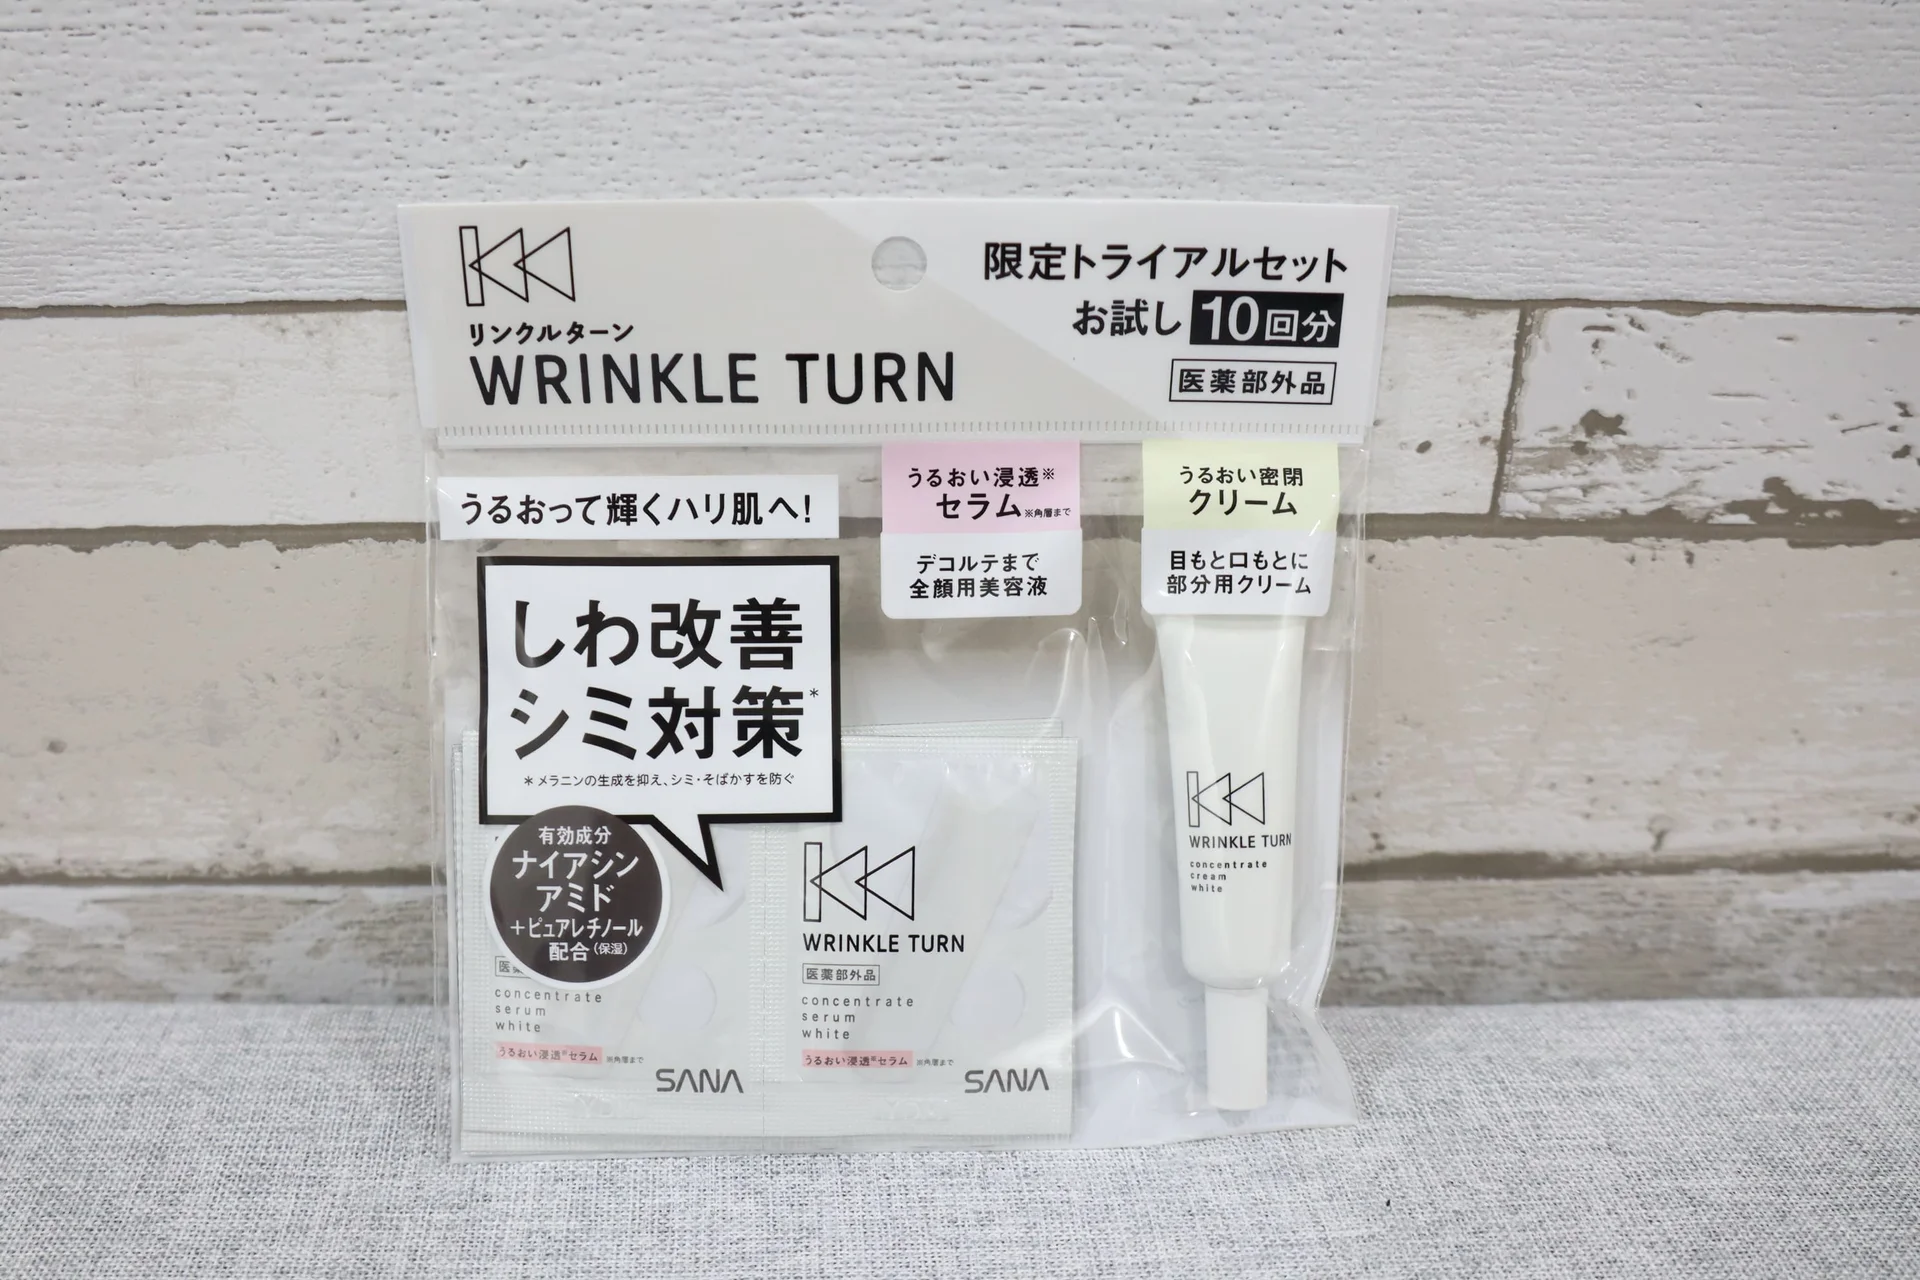 リンクルターン
WRINKLE TURN
限定トライアルセット
お試し 10回分
医薬部外品
うるおって輝くハリ肌へ!
しわ改善
シミ対策*
*メラニンの生成を抑え、シミ・そばかすを防ぐ
有効成分
ナイアシン
アミド
+ピュアレチノール
配合(保湿)
うるおい浸透※
セラム※角層まで
デコルテまで
全顔用美容液
うるおい密閉
クリーム
目もと口もとに
部分用クリーム
concentrate
serum
white
うるおい浸透※セラム ※角層まで
SANA
WRINKLE TURN
医薬部外品
concentrate
serum
white
うるおい浸透※セラム ※角層まで
SANA
WRINKLE TURN
concentrate
cream
white